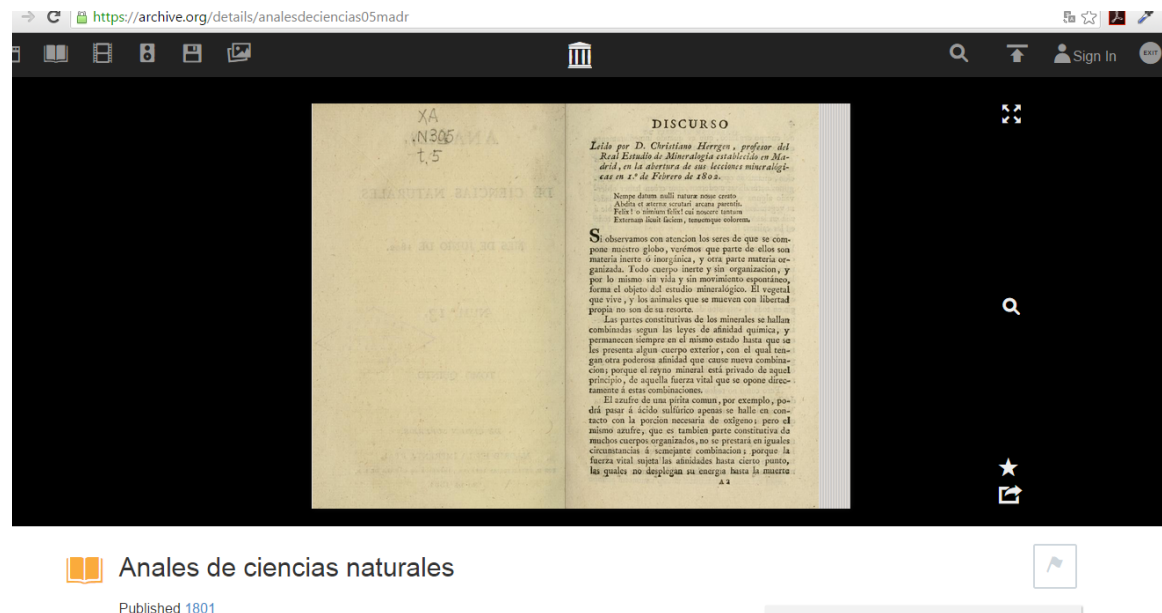 https://archive.org/details/analesdeciencias05madr
Sign In
EXIT
XA
.N305
t.5
DISCURSO
Leido por D. Christiano Herrgen, profesor del
Real Estudio de Mineralogía establecido en Ma-
drid, en la abertura de sus lecciones mineralógi-
cas en 1.º de Febrero de 1802.
Nempe datum nulli naturæ nosse creato
Abdita et æternæ scrutari arcana parentis.
Felix! o nimium felix! cui noscere tantum
Externam licuit faciem, tenuemque colorem.
Si observamos con atencion los seres de que se com-
pone nuestro globo, verémos que parte de ellos son
materia inerte ó inorgánica, y otra parte materia or-
ganizada. Todo cuerpo inerte y sin organizacion, y
por lo mismo sin vida y sin movimiento espontáneo,
forma el objeto del estudio mineralógico. El vegetal
que vive, y los animales que se mueven con libertad
propia no son de su resorte.
Las partes constitutivas de los minerales se hallan
combinadas segun las leyes de afinidad química, y
permanecen siempre en el mismo estado hasta que se
les presenta algun cuerpo exterior, con el qual ten-
gan otra poderosa afinidad que cause nueva combina-
cion; porque el reyno mineral está privado de aquel
principio, de aquella fuerza vital que se opone direc-
tamente á estas combinaciones.
El azufre de una pirita comun, por exemplo, po-
drá pasar á ácido sulfúrico apenas se halle en con-
tacto con la porcion necesaria de oxîgeno; pero el
mismo azufre, que es tambien parte constitutiva de
muchos cuerpos organizados, no se prestará en iguales
circunstancias á semejante combinacion; porque la
fuerza vital sujeta las afinidades hasta cierto punto,
las quales no desplegan su energía hasta la muerte
A2
Anales de ciencias naturales
Published 1801